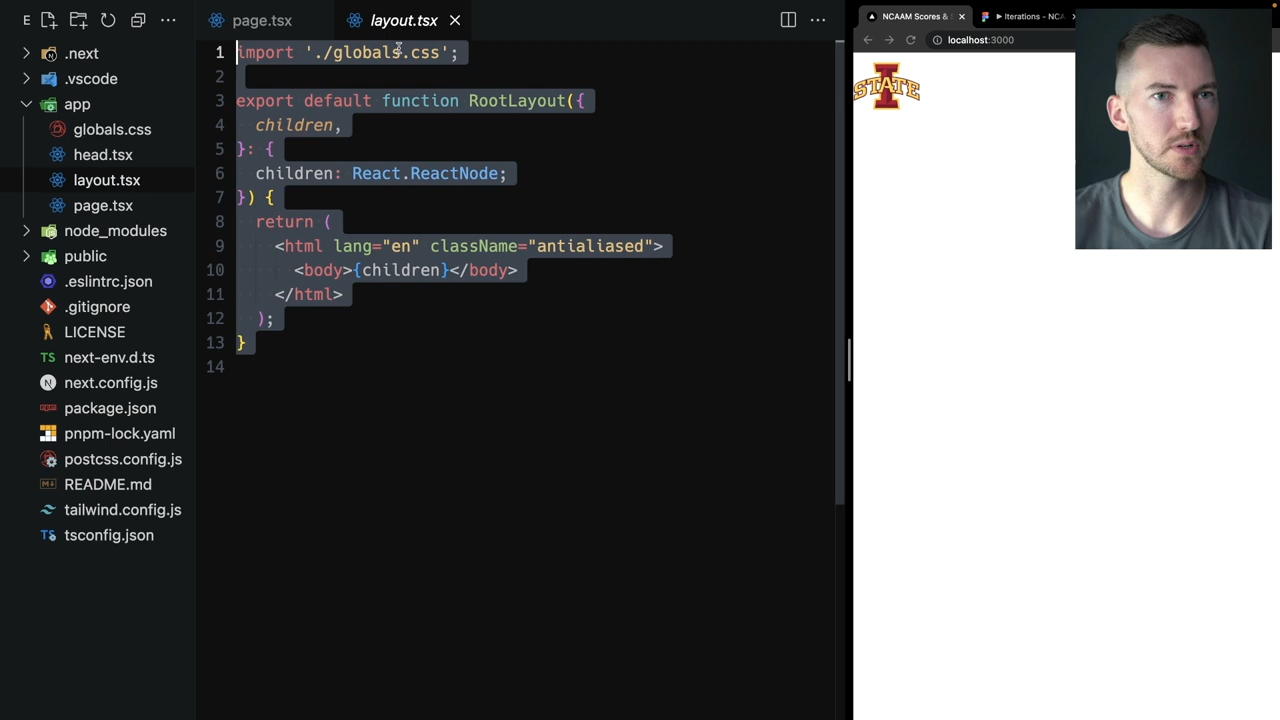 E
page.tsx
layout.tsx
NCAAM Scores &
Iterations - NCA
localhost:3000
STATE
.next
.vscode
app
globals.css
head.tsx
layout.tsx
page.tsx
node_modules
public
.eslintrc.json
.gitignore
LICENSE
TS next-env.d.ts
next.config.js
package.json
pnpm-lock.yaml
postcss.config.js
README.md
tailwind.config.js
TS tsconfig.json
1 import './globals.css';
2
3 export default function RootLayout({
4 children,
5 }: {
6 children: React.ReactNode;
7 }) {
8 return (
9 <html lang="en" className="antialiased">
10 <body>{children}</body>
11 </html>
12 );
13 }
14